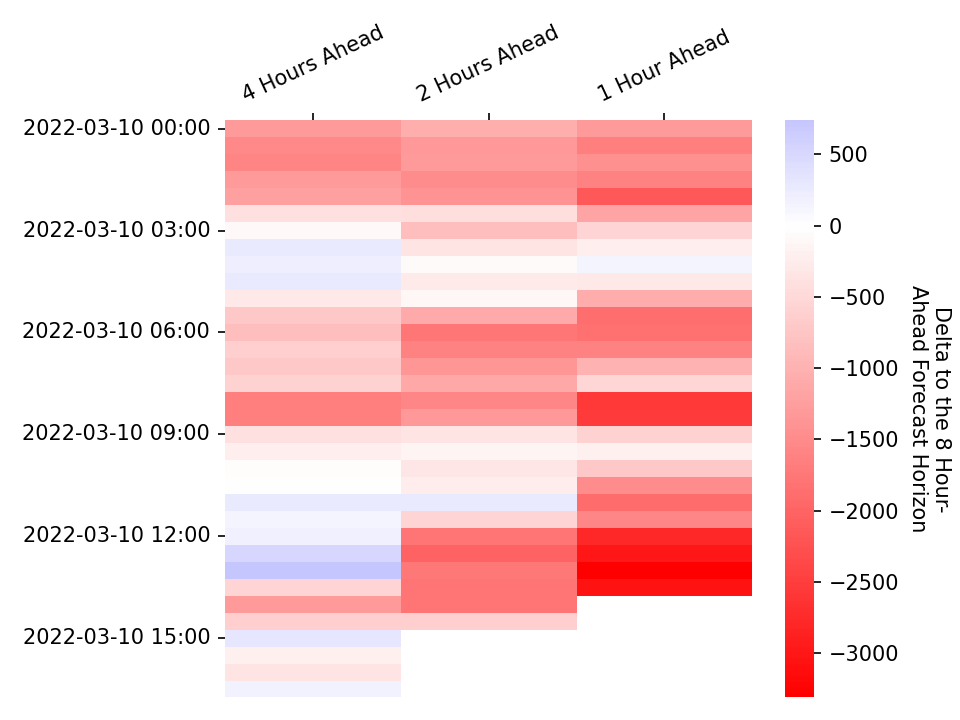 4 Hours Ahead
2 Hours Ahead
1 Hour Ahead
2022-03-10 00:00
2022-03-10 03:00
2022-03-10 06:00
2022-03-10 09:00
2022-03-10 12:00
2022-03-10 15:00
500
0
−500
−1000
−1500
−2000
−2500
−3000
Delta to the 8 Hour-
Ahead Forecast Horizon